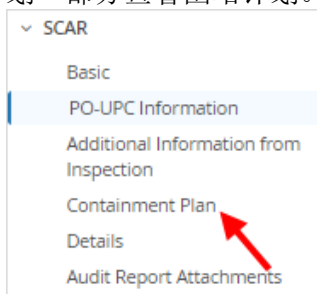 SCAR
Basic
PO-UPC Information
Additional Information from
Inspection
Containment Plan
Details
Audit Report Attachments